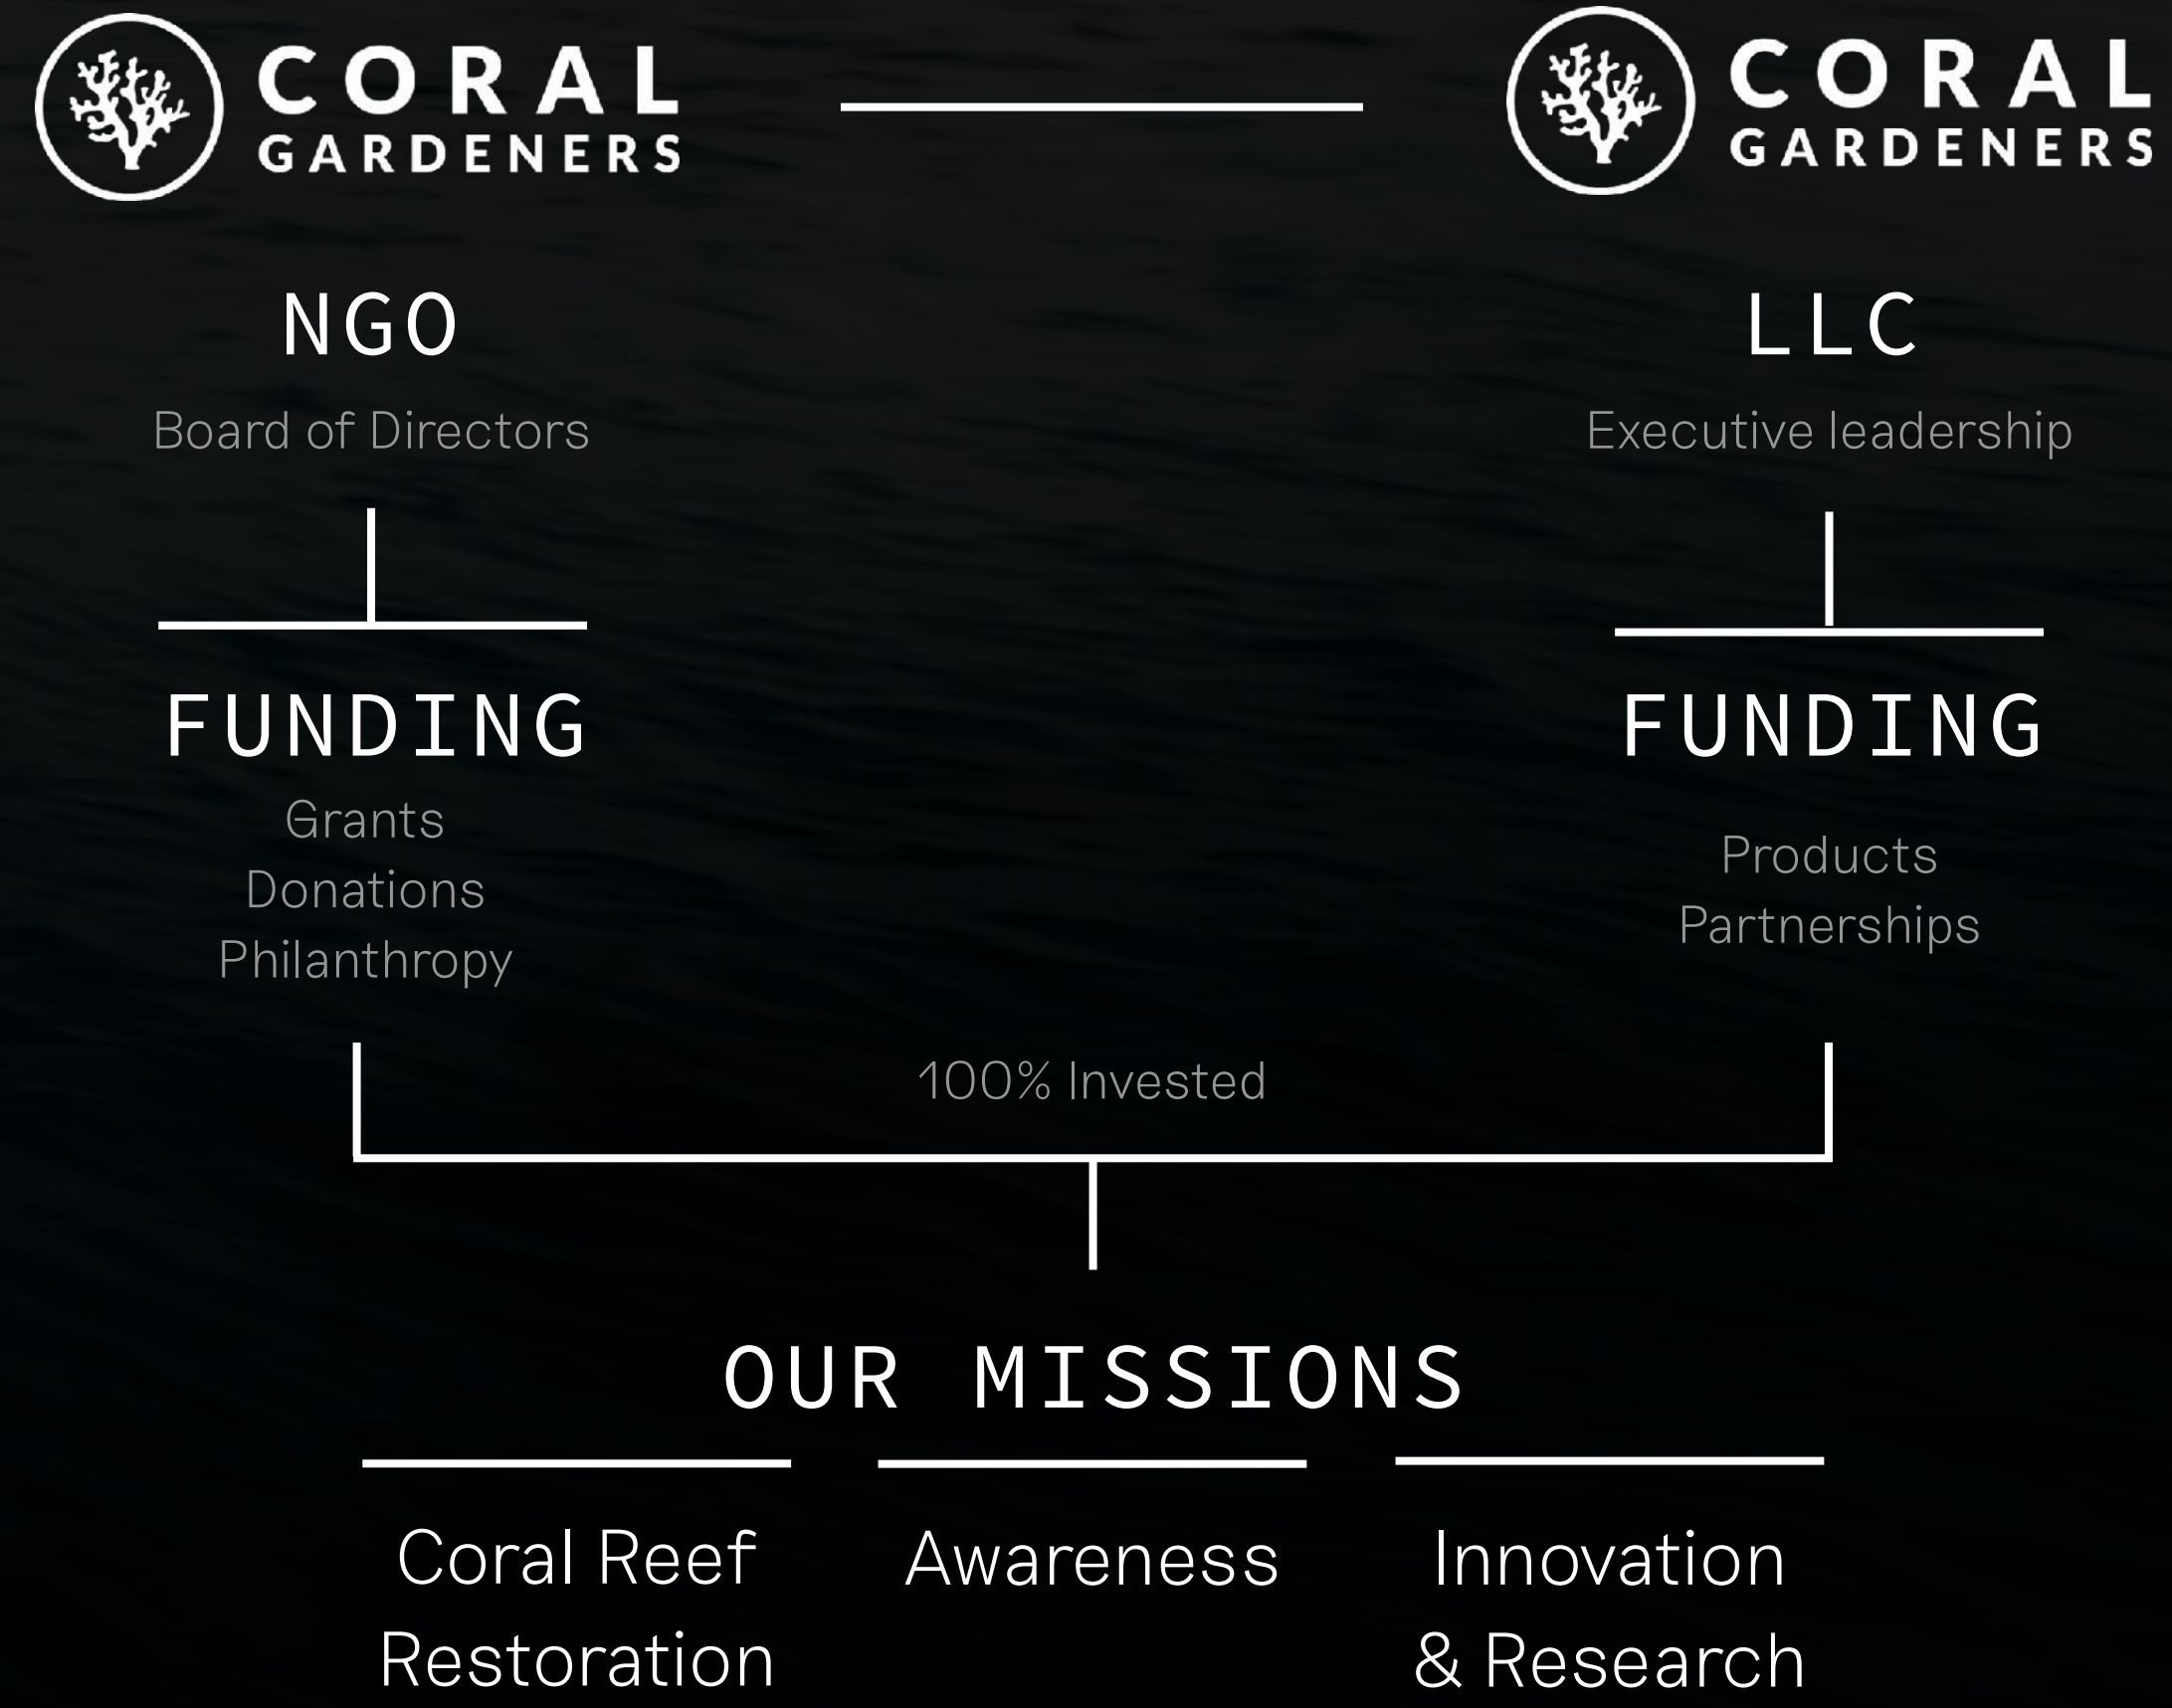 CORAL
GARDENERS
CORAL
GARDENERS
NGO
LLC
Board of Directors
Executive leadership
FUNDING
FUNDING
Grants
Donations
Philanthropy
Products
Partnerships
100% Invested
OUR MISSIONS
Coral Reef
Restoration
Awareness
Innovation
& Research